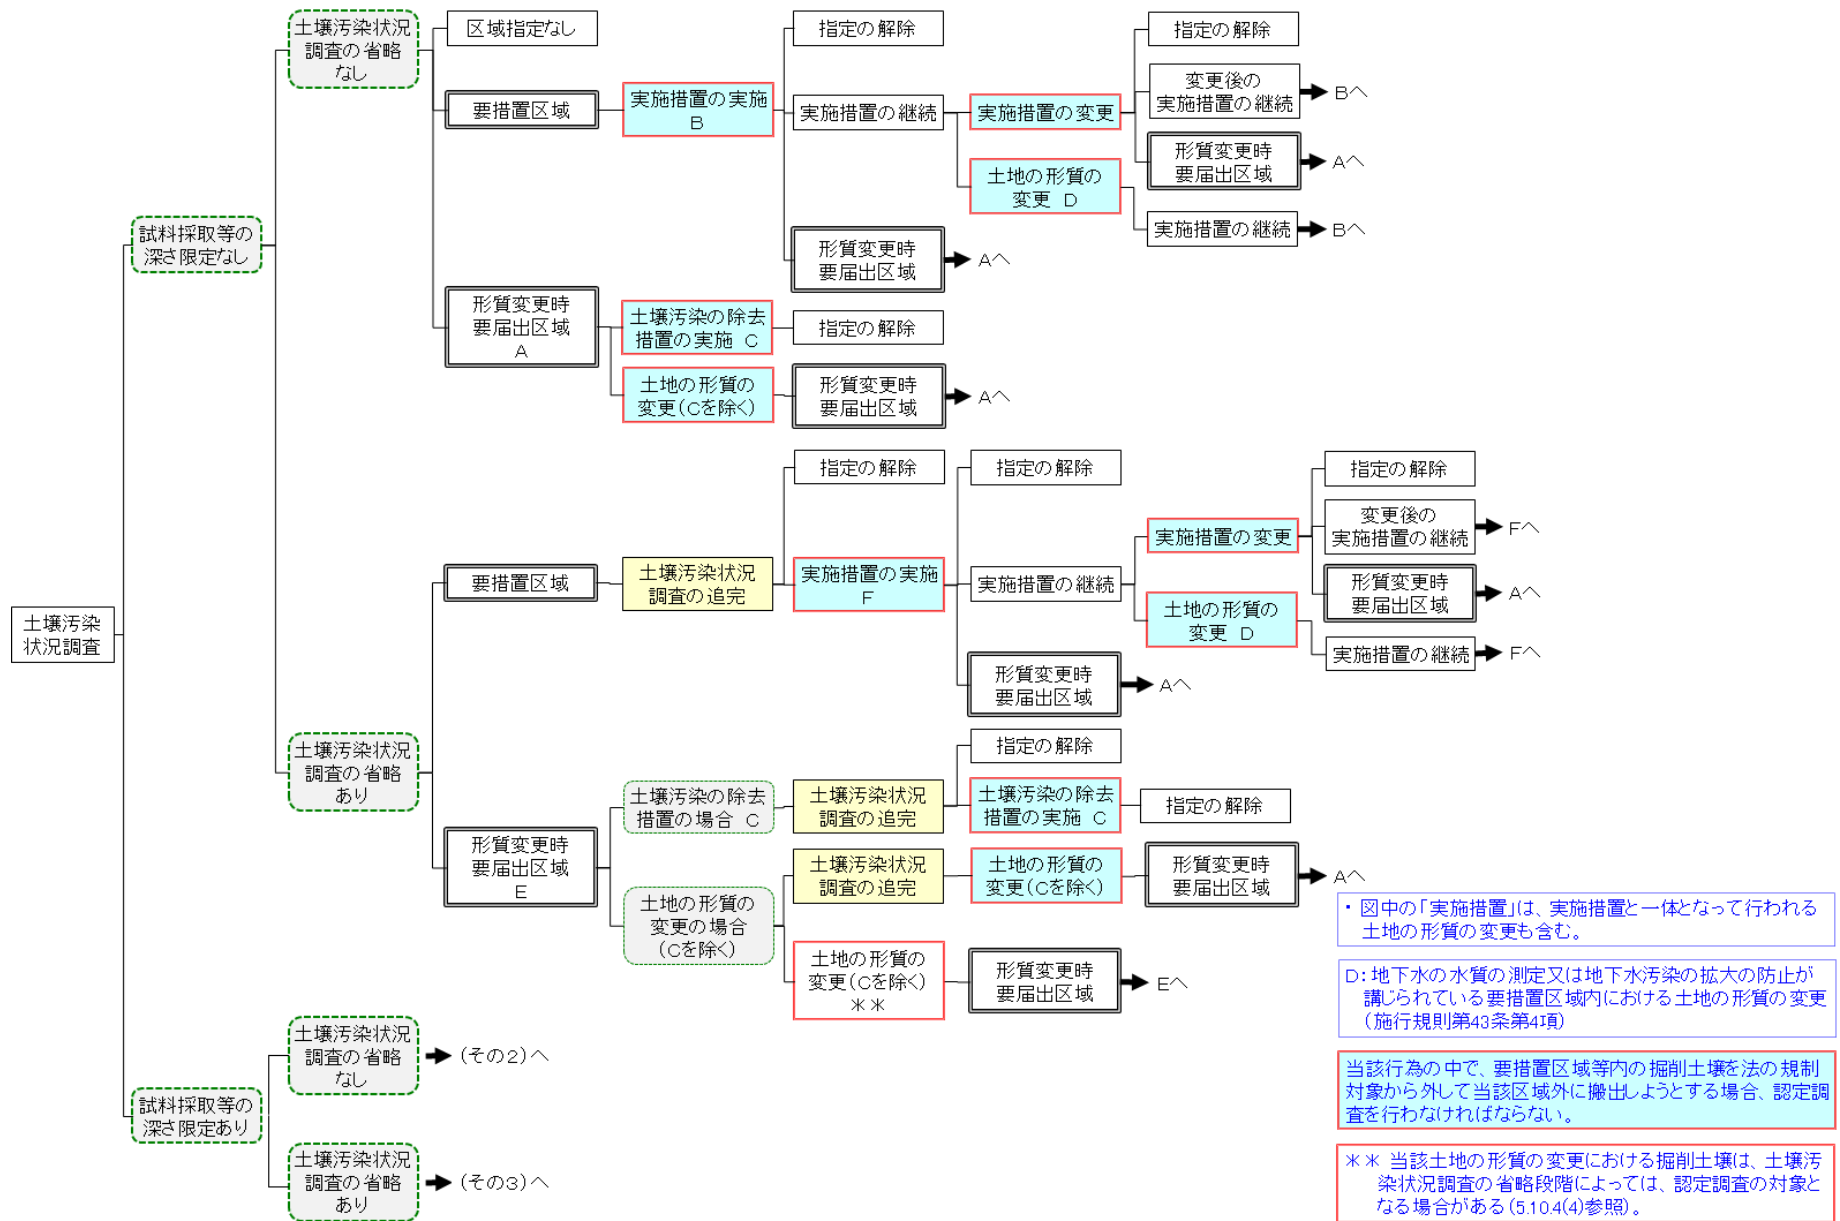 土壌汚染
状況調査
試料採取等の
深さ限定なし
土壌汚染状況
調査の省略
なし
区域指定なし
要措置区域
実施措置の実施
B
指定の解除
実施措置の継続
実施措置の変更
指定の解除
変更後の
実施措置の継続
Bへ
形質変更時
要届出区域
Aへ
土地の形質の
変更 D
実施措置の継続
Bへ
形質変更時
要届出区域
Aへ
形質変更時
要届出区域
A
土壌汚染の除去
措置の実施 C
指定の解除
土地の形質の
変更(Cを除く)
形質変更時
要届出区域
Aへ
土壌汚染状況
調査の省略
あり
要措置区域
土壌汚染状況
調査の追完
指定の解除
実施措置の実施
F
指定の解除
実施措置の継続
実施措置の変更
指定の解除
変更後の
実施措置の継続
Fへ
形質変更時
要届出区域
Aへ
土地の形質の
変更 D
実施措置の継続
Fへ
形質変更時
要届出区域
Aへ
形質変更時
要届出区域
E
土壌汚染の除去
措置の場合 C
土壌汚染状況
調査の追完
指定の解除
土壌汚染の除去
措置の実施 C
指定の解除
土地の形質の
変更の場合
(Cを除く)
土壌汚染状況
調査の追完
土地の形質の
変更(Cを除く)
形質変更時
要届出区域
Aへ
土地の形質の
変更(Cを除く)
＊＊
形質変更時
要届出区域
Eへ
試料採取等の
深さ限定あり
土壌汚染状況
調査の省略
なし
(その2)へ
土壌汚染状況
調査の省略
あり
(その3)へ
・ 図中の「実施措置」は、実施措置と一体となって行われる
土地の形質の変更も含む。
D：地下水の水質の測定又は地下水汚染の拡大の防止が
講じられている要措置区域内における土地の形質の変更
(施行規則第43条第4項)
当該行為の中で、要措置区域等内の掘削土壌を法の規制
対象から外して当該区域外に搬出しようとする場合、認定調
査を行わなければならない。
＊＊ 当該土地の形質の変更における掘削土壌は、土壌汚
染状況調査の省略段階によっては、認定調査の対象と
なる場合がある(5.10.4(4)参照)。